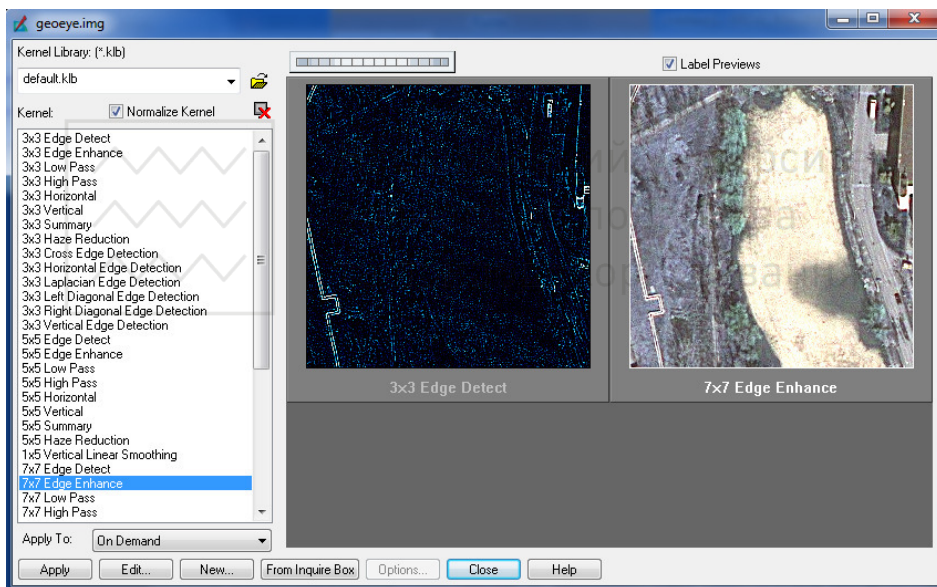 geoeye.img
Kernel Library: (*.klb)
default.klb
Label Previews
Kernel:
Normalize Kernel
3x3 Edge Detect
3x3 Edge Enhance
3x3 Low Pass
3x3 High Pass
3x3 Horizontal
3x3 Vertical
3x3 Summary
3x3 Haze Reduction
3x3 Cross Edge Detection
3x3 Horizontal Edge Detection
3x3 Laplacian Edge Detection
3x3 Left Diagonal Edge Detection
3x3 Right Diagonal Edge Detection
3x3 Vertical Edge Detection
5x5 Edge Detect
5x5 Edge Enhance
5x5 Low Pass
5x5 High Pass
5x5 Horizontal
5x5 Vertical
5x5 Summary
5x5 Haze Reduction
1x5 Vertical Linear Smoothing
7x7 Edge Detect
7x7 Edge Enhance
7x7 Low Pass
7x7 High Pass
3x3 Edge Detect
7x7 Edge Enhance
Apply To:
On Demand
Apply
Edit...
New...
From Inquire Box
Options...
Close
Help